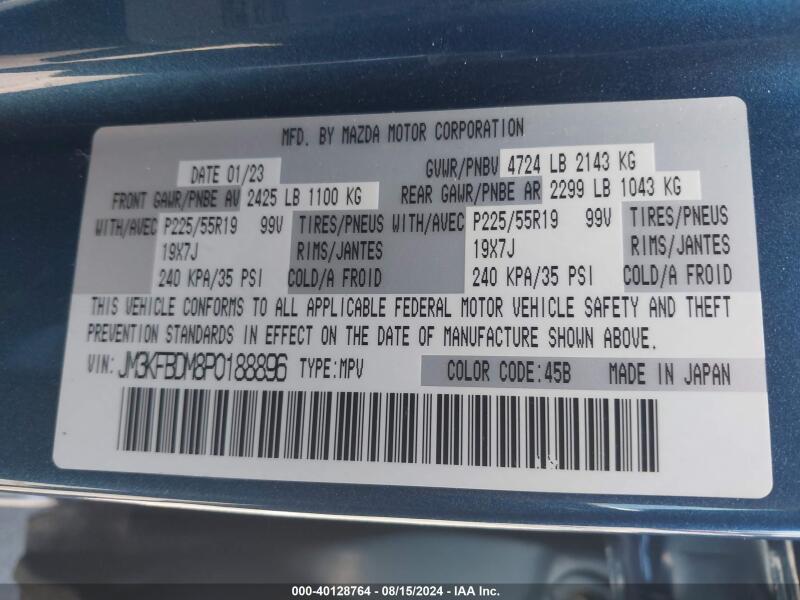 MFD. BY MAZDA MOTOR CORPORATION
DATE 01/23 GVWR/PNBV 4724 LB 2143 KG
FRONT GAWR/PNBE AV 2425 LB 1100 KG REAR GAWR/PNBE AR 2299 LB 1043 KG
WITH/AVEC P225/55R19 99V TIRES/PNEUS WITH/AVEC P225/55R19 99V TIRES/PNEUS
19X7J RIMS/JANTES 19X7J RIMS/JANTES
240 KPA/35 PSI COLD/A FROID 240 KPA/35 PSI COLD/A FROID
THIS VEHICLE CONFORMS TO ALL APPLICABLE FEDERAL MOTOR VEHICLE SAFETY AND THEFT
PREVENTION STANDARDS IN EFFECT ON THE DATE OF MANUFACTURE SHOWN ABOVE.
VIN: JM3KFBDM8P0188896 TYPE:MPV COLOR CODE:45B MADE IN JAPAN
000-40128764 - 08/15/2024 - IAA Inc.